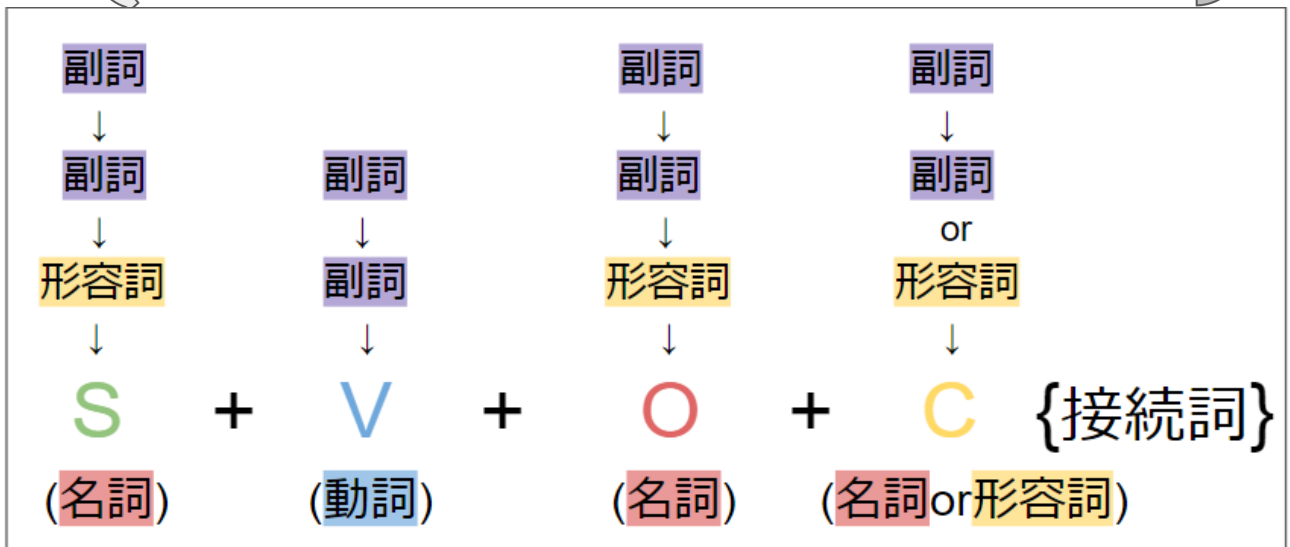 副詞 副詞 副詞
↓ ↓ ↓
副詞 副詞 副詞 副詞
↓ ↓ ↓ or
形容詞 副詞 形容詞 形容詞
↓ ↓ ↓ ↓
S + V + O + C {接続詞}
(名詞) (動詞) (名詞) (名詞or形容詞)